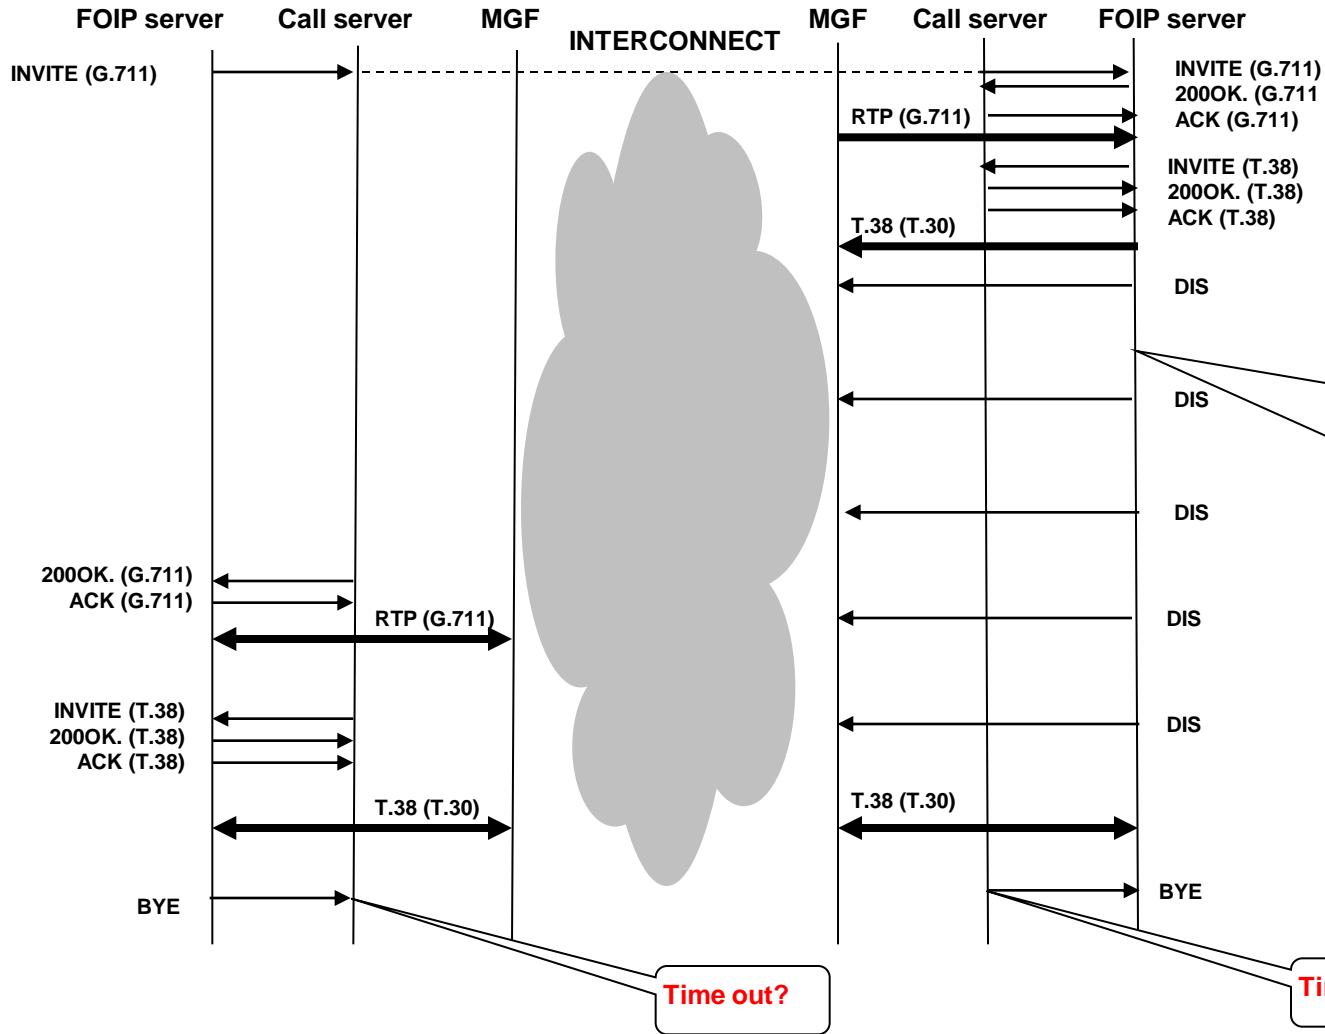 FOIP server Call server MGF MGF Call server FOIP server
INTERCONNECT
INVITE (G.711)
INVITE (G.711)
200OK. (G.711
RTP (G.711)
ACK (G.711)
INVITE (T.38)
200OK. (T.38)
ACK (T.38)
T.38 (T.30)
DIS
DIS
DIS
200OK. (G.711)
ACK (G.711)
RTP (G.711)
DIS
INVITE (T.38)
200OK. (T.38)
ACK (T.38)
DIS
T.38 (T.30)
T.38 (T.30)
BYE
BYE
Time out?